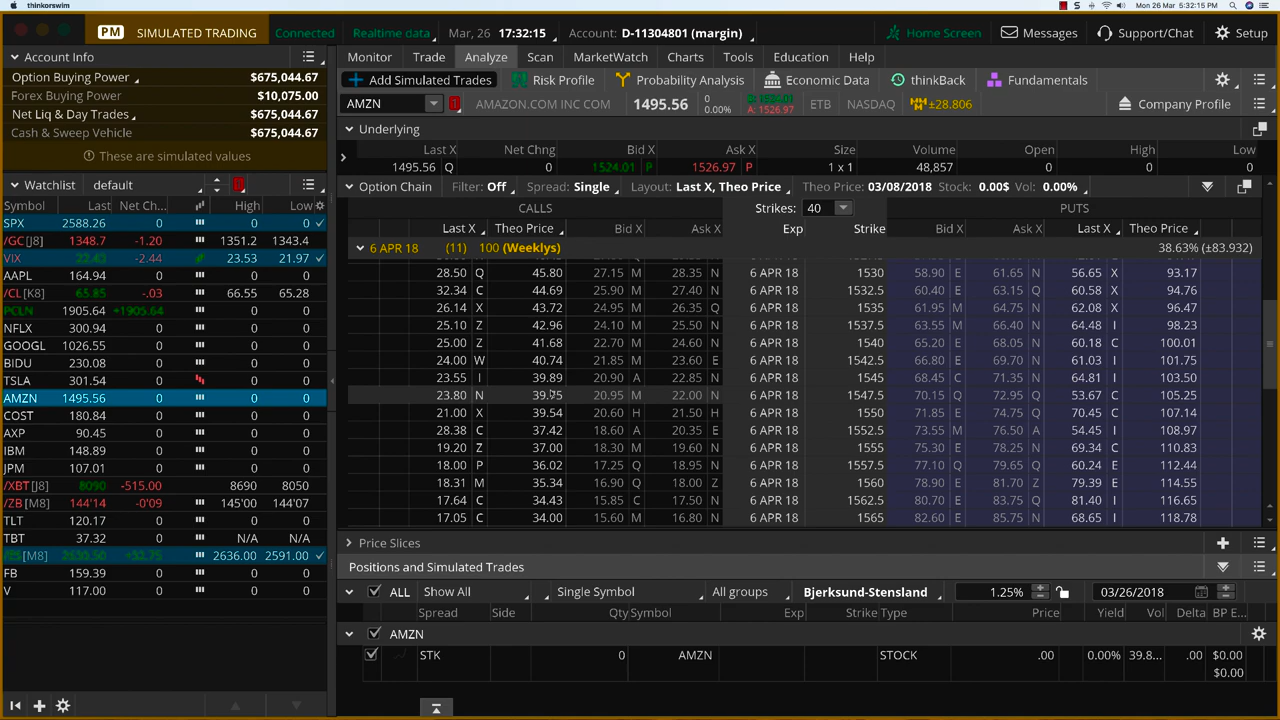 thinkorswim
Mon 26 Mar 5:32:15 PM
PM SIMULATED TRADING Connected Realtime data Mar, 26 17:32:15 Account: D-11304801 (margin) Home Screen Messages Support/Chat Setup
Account Info
Option Buying Power $675,044.67
Forex Buying Power $10,075.00
Net Liq & Day Trades $675,044.67
Cash & Sweep Vehicle $675,044.67
These are simulated values
Watchlist default
Symbol Last Net Ch... High Low
SPX 2588.26 0 0 0
/GC[J8] 1348.7 -1.20 1351.2 1343.4
VIX -2.44 23.53 21.97
AAPL 164.94 0 0 0
/CL[K8] 65.85 -.03 66.55 65.28
PCLN 1905.64 +1905.64 0 0
NFLX 300.94 0 0 0
GOOGL 1026.55 0 0 0
BIDU 230.08 0 0 0
TSLA 301.54 0 0 0
AMZN 1495.56 0 0 0
COST 180.84 0 0 0
AXP 90.45 0 0 0
IBM 148.89 0 0 0
JPM 107.01 0 0 0
/XBT[J8] 8090 -515.00 8690 8050
/ZB[M8] 144'14 -0'09 145'00 144'07
TLT 120.17 0 N/A N/A
TBT 37.32 0 N/A N/A
[M8] 2636.00 2591.00
FB 159.39 0 0 0
V 117.00 0 0 0
Monitor Trade Analyze Scan MarketWatch Charts Tools Education Help
Add Simulated Trades Risk Profile Probability Analysis Economic Data thinkBack Fundamentals
AMZN AMAZON.COM INC COM 1495.56 0 0.00% A: 1526.97 ETB NASDAQ ±28.806 Company Profile
Underlying
Last X Net Chng Bid X Ask X Size Volume Open High Low
1495.56 Q 0 1524.01 P 1526.97 P 1 x 1 48,857 0 0 0
Option Chain Filter: Off Spread: Single Layout: Last X, Theo Price Theo Price: 03/08/2018 Stock: 0.00$ Vol: 0.00%
CALLS Strikes: 40 PUTS
Last X Theo Price Bid X Ask X Exp Strike Bid X Ask X Last X Theo Price
6 APR 18 (11) 100 (Weeklys) 38.63% (±83.932)
28.50 Q 45.80 27.15 M 28.35 N 6 APR 18 1530 58.90 E 61.65 N 56.65 X 93.17
32.34 C 44.69 25.90 M 27.40 N 6 APR 18 1532.5 60.40 E 63.15 Q 60.58 X 94.76
26.14 X 43.72 24.95 M 26.35 Q 6 APR 18 1535 61.95 M 64.75 N 62.08 X 96.47
25.10 Z 42.96 24.10 M 25.50 N 6 APR 18 1537.5 63.55 M 66.40 N 64.48 I 98.23
25.00 Z 41.68 22.70 M 24.60 N 6 APR 18 1540 65.20 E 68.05 N 60.18 C 100.01
24.00 W 40.74 21.85 M 23.60 E 6 APR 18 1542.5 66.80 E 69.70 N 61.03 I 101.75
23.55 I 39.89 20.90 A 22.85 N 6 APR 18 1545 68.45 C 71.35 N 64.81 I 103.50
23.80 N 39.75 20.95 M 22.00 N 6 APR 18 1547.5 70.15 Q 72.95 Q 53.67 C 105.25
21.00 X 39.54 20.60 H 21.50 H 6 APR 18 1550 71.85 E 74.75 Q 70.45 C 107.14
28.38 C 37.42 18.60 A 20.35 E 6 APR 18 1552.5 73.55 M 76.50 A 54.45 I 108.97
19.20 Z 37.00 18.30 M 19.60 N 6 APR 18 1555 75.30 E 78.25 N 69.34 C 110.83
18.00 P 36.02 17.25 Q 18.95 N 6 APR 18 1557.5 77.10 Q 79.65 Q 60.24 E 112.44
18.31 M 35.34 16.90 Q 18.00 Z 6 APR 18 1560 78.90 E 81.70 Z 79.39 E 114.55
17.64 C 34.43 15.85 C 17.50 N 6 APR 18 1562.5 80.70 E 83.75 Q 81.40 I 116.65
17.05 C 34.00 15.60 M 16.80 N 6 APR 18 1565 82.60 E 85.75 N 68.65 I 118.78
Price Slices
Positions and Simulated Trades
ALL Show All Single Symbol All groups Bjerksund-Stensland 1.25% 03/26/2018
Spread Side Qty Symbol Exp Strike Type Price Yield Vol Delta BP E...
AMZN
STK 0 AMZN STOCK .00 0.00% 39.8... .00 $0.00
$0.00